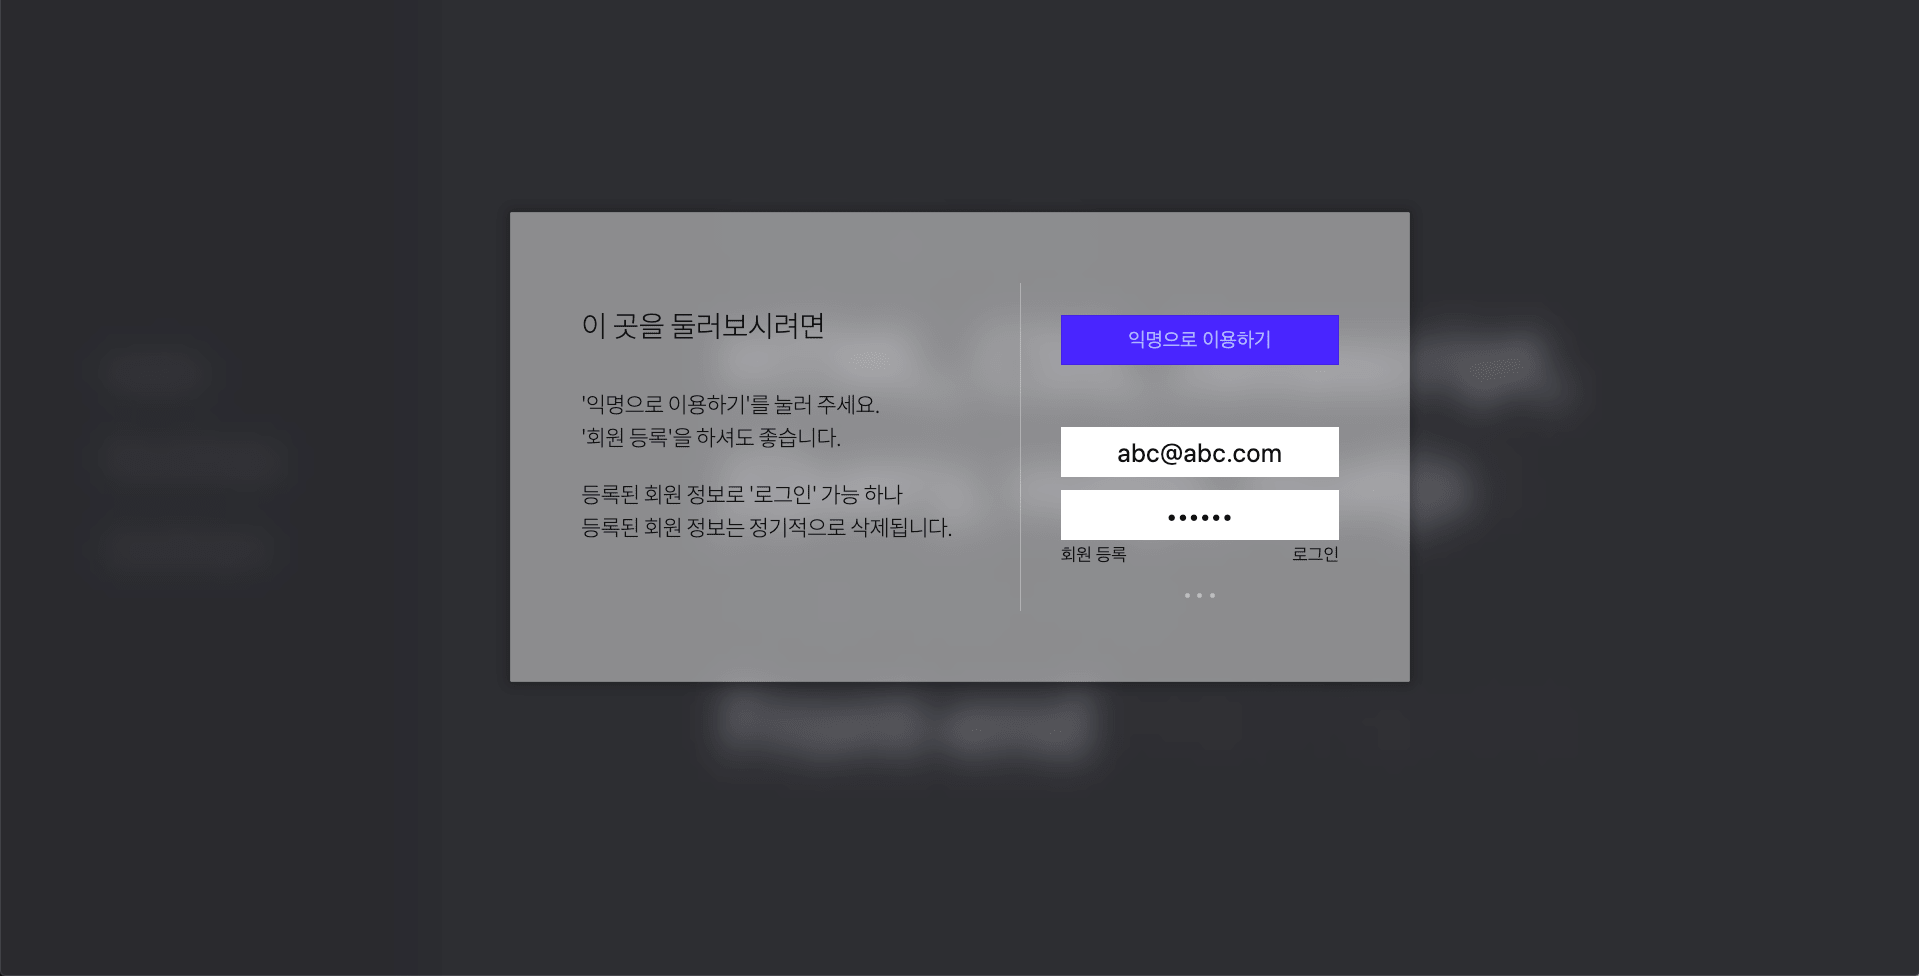 이 곳을 둘러보시려면
'익명으로 이용하기'를 눌러 주세요.
'회원 등록'을 하셔도 좋습니다.
등록된 회원 정보로 '로그인' 가능 하나
등록된 회원 정보는 정기적으로 삭제됩니다.
익명으로 이용하기
abc@abc.com
••••••
회원 등록
로그인